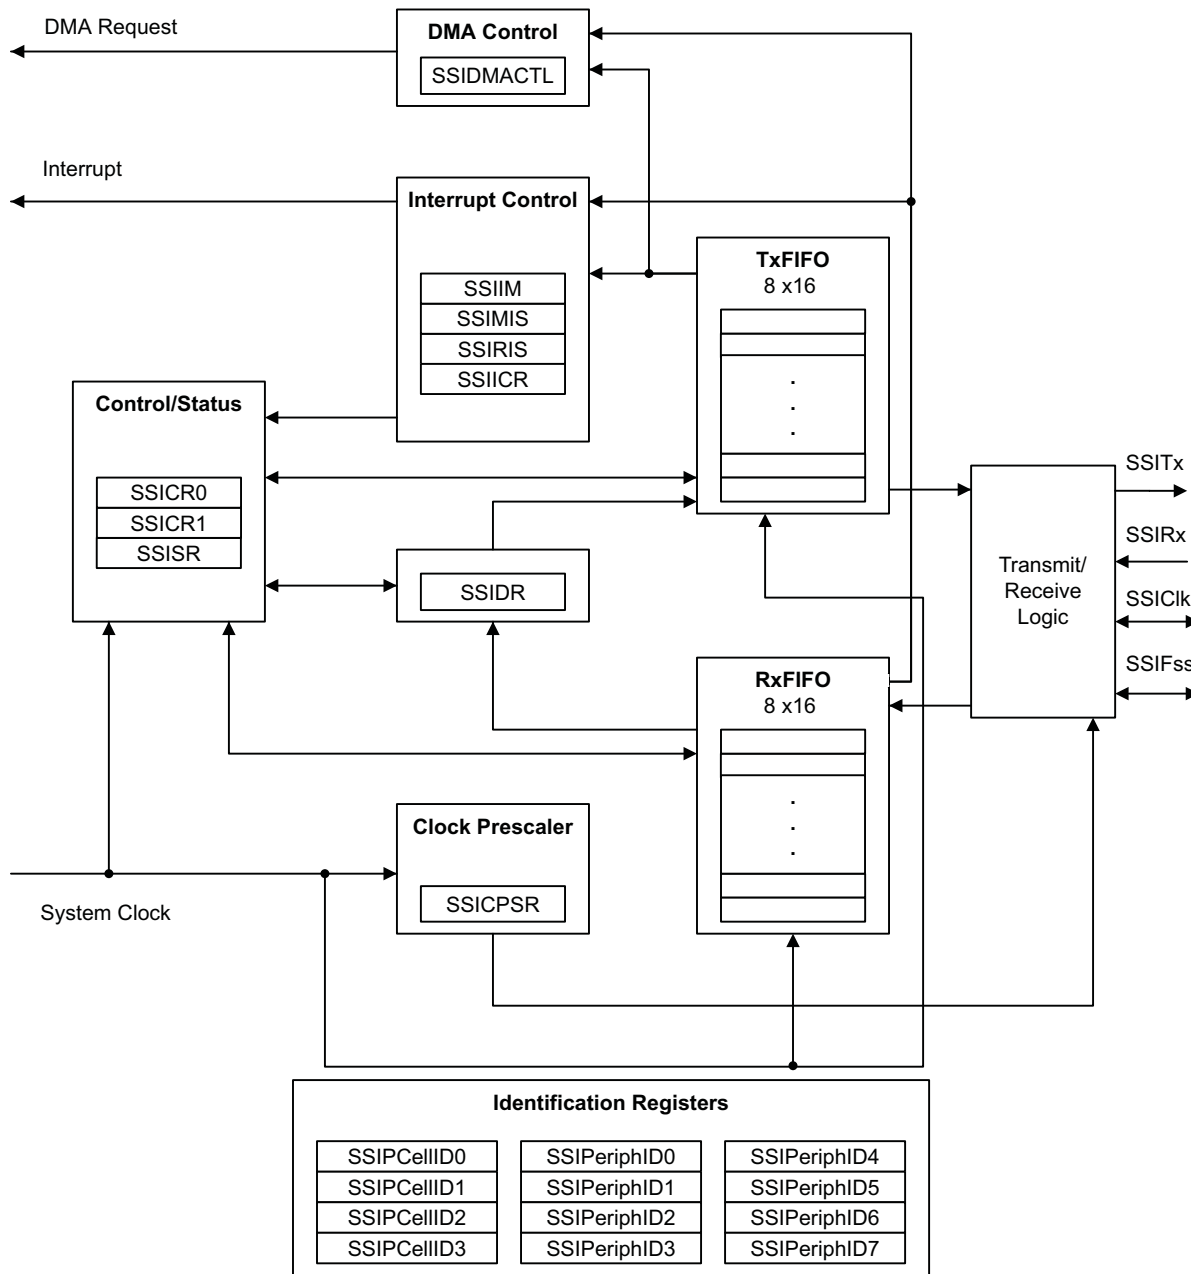 DMA Request
DMA Control
SSIDMACTL
Interrupt
Interrupt Control
SSIIM
SSIMIS
SSIRIS
SSIICR
TxFIFO
8 x16
.
.
.
Control/Status
SSICR0
SSICR1
SSISR
SSIDR
Transmit/
Receive
Logic
SSITx
SSIRx
SSIClk
SSIFss
RxFIFO
8 x16
.
.
.
Clock Prescaler
SSICPSR
System Clock
Identification Registers
SSIPCellID0
SSIPCellID1
SSIPCellID2
SSIPCellID3
SSIPeriphID0
SSIPeriphID1
SSIPeriphID2
SSIPeriphID3
SSIPeriphID4
SSIPeriphID5
SSIPeriphID6
SSIPeriphID7